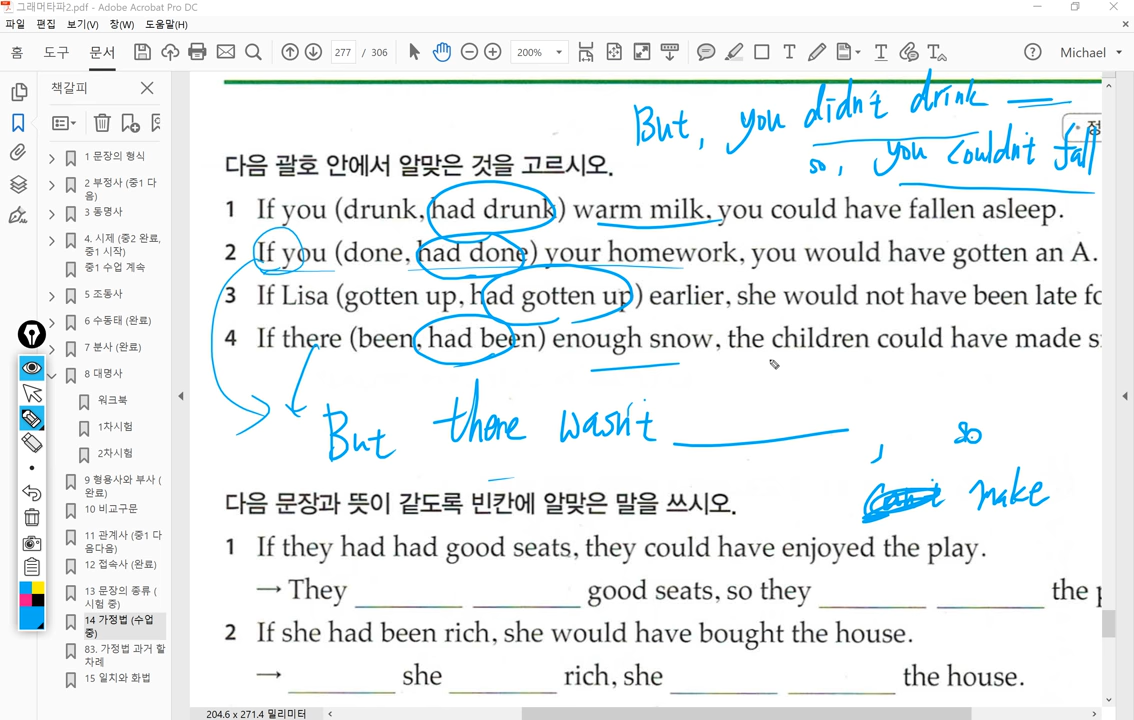 그래머타파2.pdf - Adobe Acrobat Pro DC
파일 편집 보기(V) 창(W) 도움말(H)
홈 도구 문서 277 / 306 200% Michael
책갈피
1 문장의 형식
2 부정사 (중1 다음)
3 동명사
4. 시제 (중2 완료, 중1 시작)
중1 수업 계속
5 조동사
6 수동태 (완료)
7 분사 (완료)
8 대명사
워크북
1차시험
2차시험
9 형용사와 부사 (완료)
10 비교구문
11 관계사 (중1 다음다음)
12 접속사 (완료)
13 문장의 종류 (시험 중)
14 가정법 (수업 중)
83. 가정법 과거 할 차례
15 일치와 화법
But, you didn't drink
so, you couldn't fall
다음 괄호 안에서 알맞은 것을 고르시오.
1 If you (drunk, had drunk) warm milk, you could have fallen asleep.
2 If you (done, had done) your homework, you would have gotten an A.
3 If Lisa (gotten up, had gotten up) earlier, she would not have been late fo
4 If there (been, had been) enough snow, the children could have made s
But there wasn't , so
make
다음 문장과 뜻이 같도록 빈칸에 알맞은 말을 쓰시오.
1 If they had had good seats, they could have enjoyed the play.
→ They good seats, so they the p
2 If she had been rich, she would have bought the house.
→ she rich, she the house.
204.6 x 271.4 밀리미터